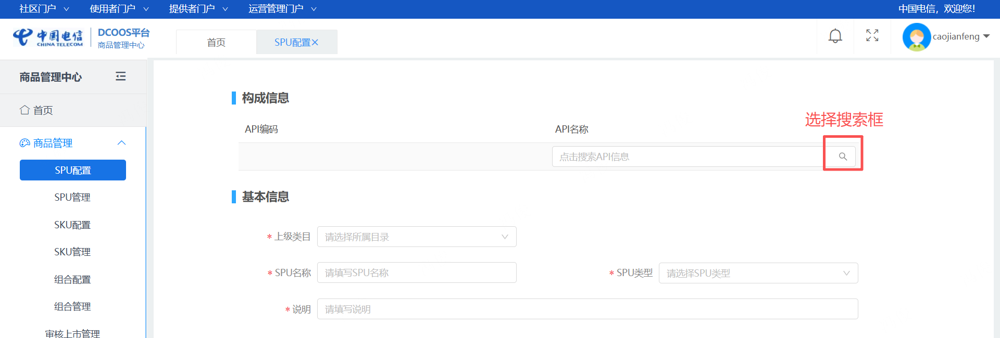 社区门户 使用者门户 提供者门户 运营管理门户 中国电信，欢迎您！
中国电信 CHINA TELECOM
DCOOS平台
商品管理中心
首页 SPU配置× caojianfeng
商品管理中心
首页
商品管理
SPU配置
SPU管理
SKU配置
SKU管理
组合配置
组合管理
审核上市管理
构成信息
选择搜索框
API编码 API名称
点击搜索API信息
基本信息
* 上级类目 请选择所属目录
* SPU名称 请填写SPU名称 * SPU类型 请选择SPU类型
* 说明 请填写说明